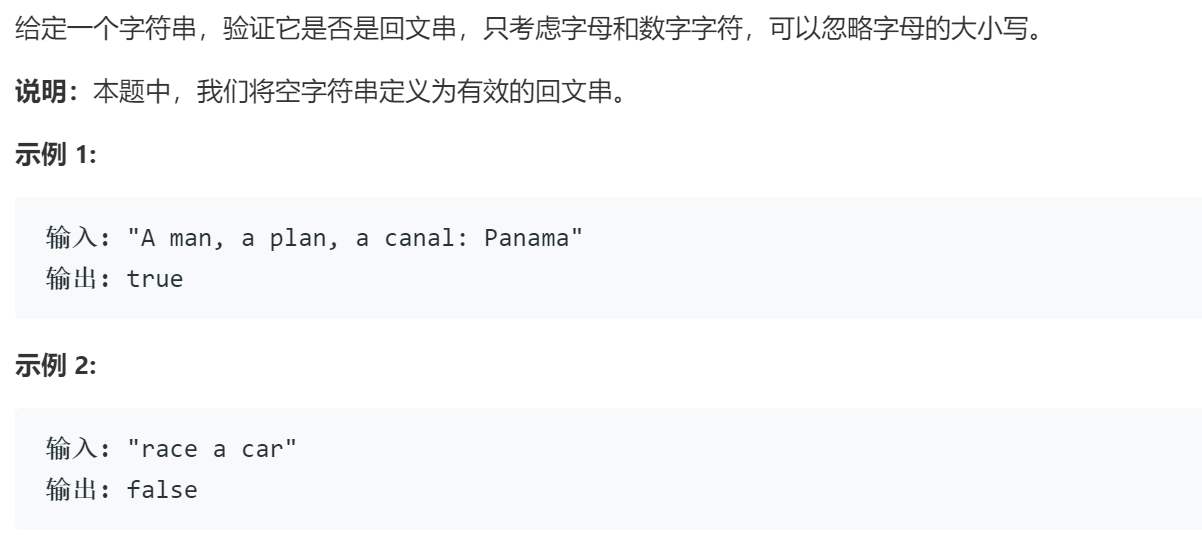 给定一个字符串，验证它是否是回文串，只考虑字母和数字字符，可以忽略字母的大小写。
说明：本题中，我们将空字符串定义为有效的回文串。
示例 1:
输入: "A man, a plan, a canal: Panama"
输出: true
示例 2:
输入: "race a car"
输出: false